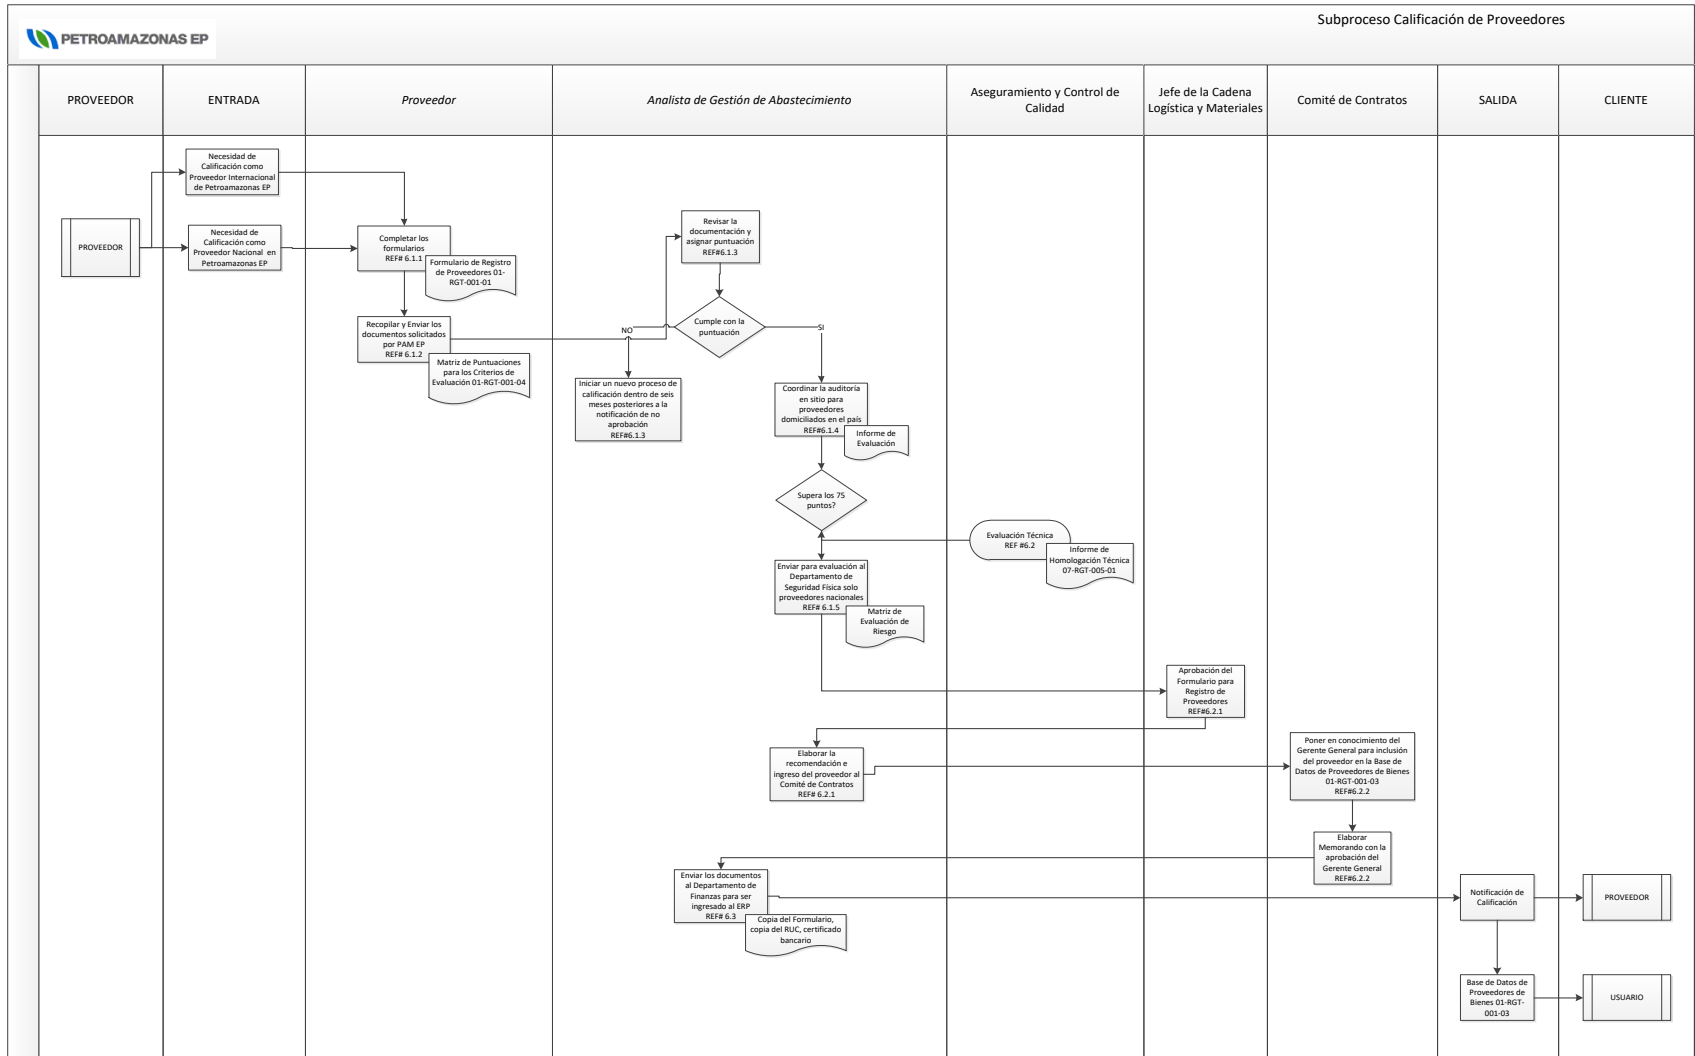 Subproceso Calificación de Proveedores
PETROAMAZONAS EP
PROVEEDOR
ENTRADA
Proveedor
Analista de Gestión de Abastecimiento
Aseguramiento y Control de
Calidad
Jefe de la Cadena
Logística y Materiales
Comité de Contratos
SALIDA
CLIENTE
PROVEEDOR
Necesidad de
Calificación como
Proveedor Internacional
de Petroamazonas EP
Necesidad de
Calificación como
Proveedor Nacional en
Petroamazonas EP
Completar los
formularios
REF# 6.1.1
Formulario de Registro
de Proveedores 01-
RGT-001-01
Recopilar y Enviar los
documentos solicitados
por PAM EP
REF# 6.1.2
Matriz de Puntuaciones
para los Criterios de
Evaluación 01-RGT-001-04
Revisar la
documentación y
asignar puntuación
REF#6.1.3
Cumple con la
puntuación
NO
SI
Iniciar un nuevo proceso de
calificación dentro de seis
meses posteriores a la
notificación de no
aprobación
REF#6.1.3
Coordinar la auditoría
en sitio para
proveedores
domiciliados en el país
REF#6.1.4
Informe de
Evaluación
Supera los 75
puntos?
Evaluación Técnica
REF #6.2
Informe de
Homologación Técnica
07-RGT-005-01
Enviar para evaluación al
Departamento de
Seguridad Física solo
proveedores nacionales
REF# 6.1.5
Matriz de
Evaluación de
Riesgo
Aprobación del
Formulario para
Registro de
Proveedores
REF#6.2.1
Elaborar la
recomendación e
ingreso del proveedor al
Comité de Contratos
REF# 6.2.1
Poner en conocimiento del
Gerente General para inclusión
del proveedor en la Base de
Datos de Proveedores de Bienes
01-RGT-001-03
REF#6.2.2
Elaborar
Memorando con la
aprobación del
Gerente General
REF#6.2.2
Enviar los documentos
al Departamento de
Finanzas para ser
ingresado al ERP
REF# 6.3
Copia del Formulario,
copia del RUC, certificado
bancario
Notificación de
Calificación
PROVEEDOR
Base de Datos de
Proveedores de
Bienes 01-RGT-
001-03
USUARIO